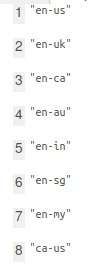 1 "en-us"
2 "en-uk"
3 "en-ca"
4 "en-au"
5 "en-in"
6 "en-sg"
7 "en-my"
8 "ca-us"